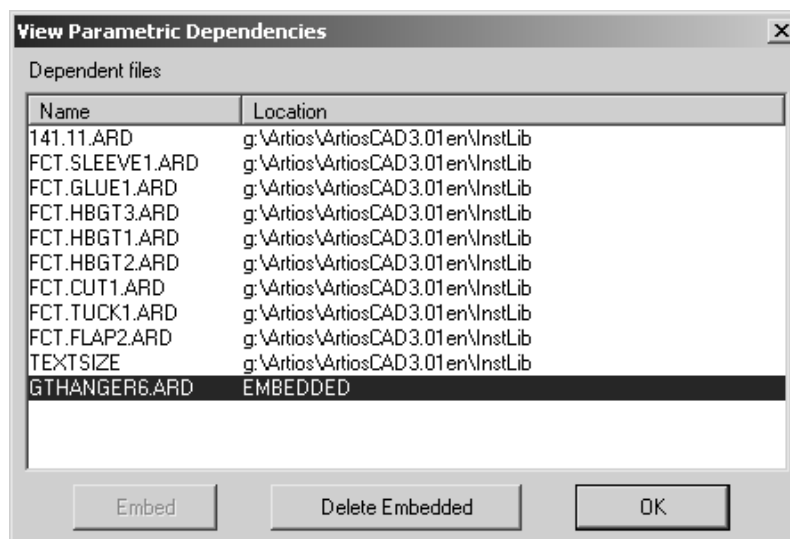 View Parametric Dependencies
Dependent files
Name Location
141.11.ARD g:\Artios\ArtiosCAD3.01en\InstLib
FCT.SLEEVE1.ARD g:\Artios\ArtiosCAD3.01en\InstLib
FCT.GLUE1.ARD g:\Artios\ArtiosCAD3.01en\InstLib
FCT.HBGT3.ARD g:\Artios\ArtiosCAD3.01en\InstLib
FCT.HBGT1.ARD g:\Artios\ArtiosCAD3.01en\InstLib
FCT.HBGT2.ARD g:\Artios\ArtiosCAD3.01en\InstLib
FCT.CUT1.ARD g:\Artios\ArtiosCAD3.01en\InstLib
FCT.TUCK1.ARD g:\Artios\ArtiosCAD3.01en\InstLib
FCT.FLAP2.ARD g:\Artios\ArtiosCAD3.01en\InstLib
TEXTSIZE g:\Artios\ArtiosCAD3.01en\InstLib
GTHANGER6.ARD EMBEDDED
Embed Delete Embedded OK